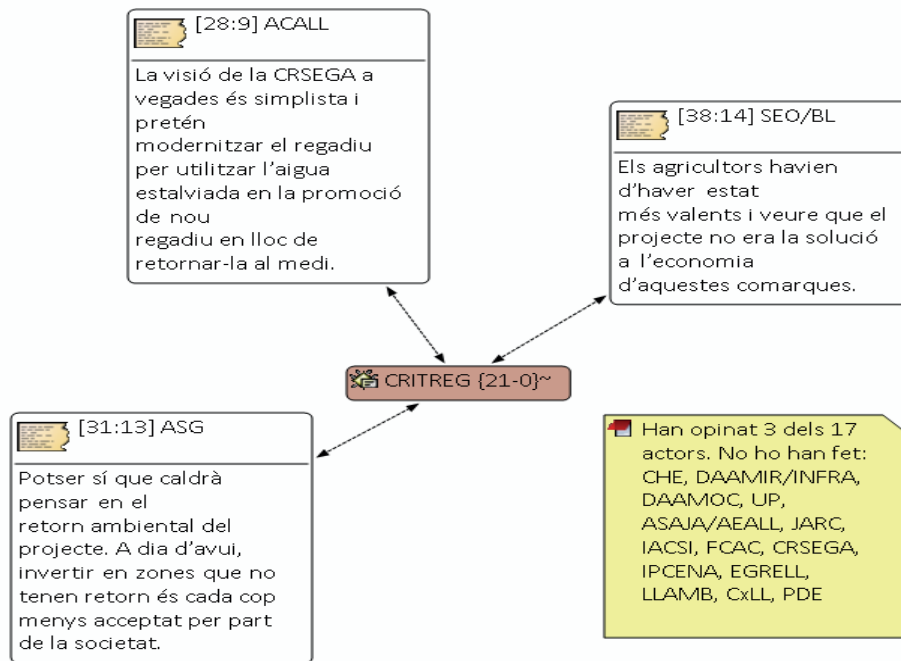 [28:9] ACALL
La visió de la CRSEGA a
vegades és simplista i
pretén
modernitzar el regadiu
per utilitzar l'aigua
estalviada en la promoció
de nou
regadiu en lloc de
retornar-la al medi.
[38:14] SEO/BL
Els agricultors havien
d'haver estat
més valents i veure que el
projecte no era la solució
a l'economia
d'aquestes comarques.
CRITREG {21-0}~
[31:13] ASG
Potser sí que caldrà
pensar en el
retorn ambiental del
projecte. A dia d'avui,
invertir en zones que no
tenen retorn és cada cop
menys acceptat per part
de la societat.
Han opinat 3 dels 17
actors. No ho han fet:
CHE, DAAMIR/INFRA,
DAAMOC, UP,
ASAJA/AEALL, JARC,
IACSI, FCAC, CRSEGA,
IPCENA, EGRELL,
LLAMB, CxLL, PDE